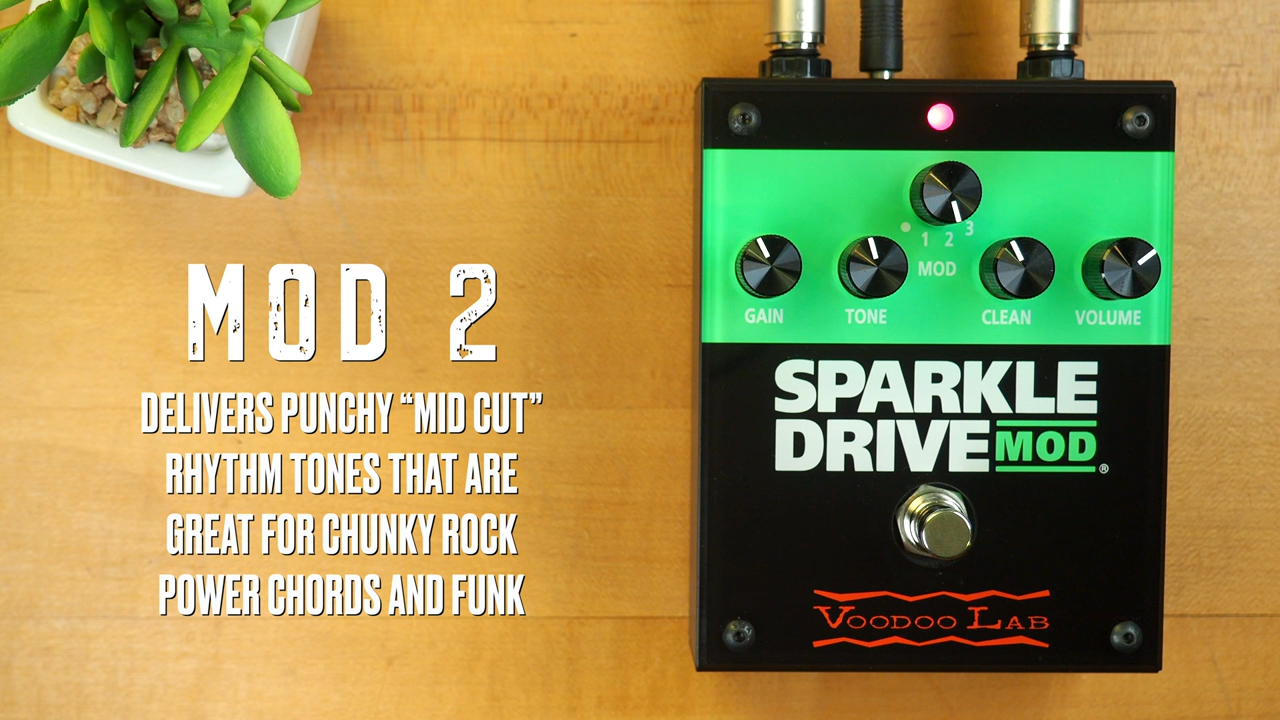 MOD 2
DELIVERS PUNCHY “MID CUT”
RHYTHM TONES THAT ARE
GREAT FOR CHUNKY ROCK
POWER CHORDS AND FUNK
1 2 3
MOD
GAIN TONE CLEAN VOLUME
SPARKLE
DRIVE MOD ®
VOODOO LAB